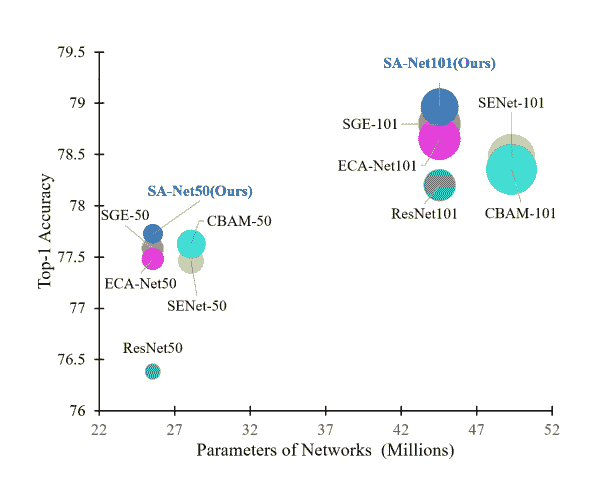 79.5
79
78.5
78
77.5
77
76.5
76
Top-1 Accuracy
SA-Net101(Ours)
SENet-101
SGE-101
ECA-Net101
ResNet101
CBAM-101
SA-Net50(Ours)
SGE-50
CBAM-50
ECA-Net50
SENet-50
ResNet50
22 27 32 37 42 47 52
Parameters of Networks (Millions)